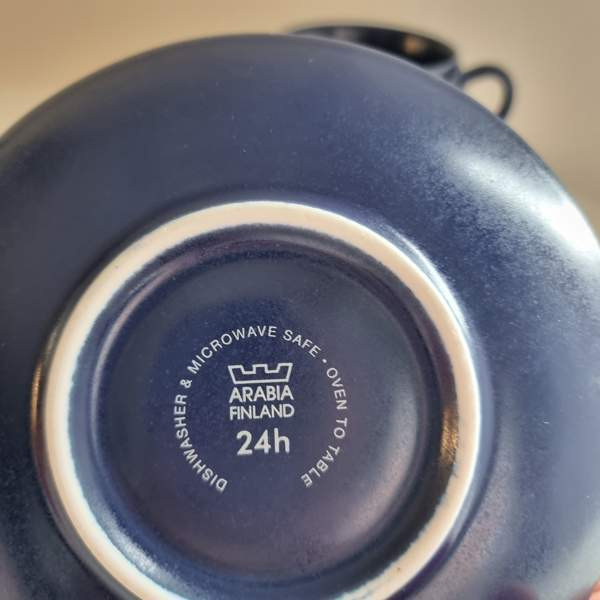 DISHWASHER & MICROWAVE SAFE • OVEN TO TABLE
ARABIA
FINLAND
24h